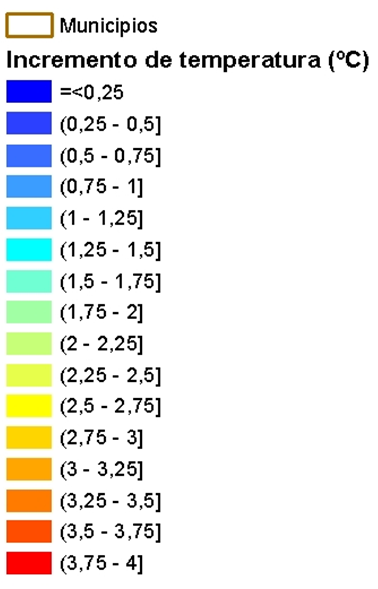 Municipios
Incremento de temperatura (ºC)
=<0,25
(0,25 - 0,5]
(0,5 - 0,75]
(0,75 - 1]
(1 - 1,25]
(1,25 - 1,5]
(1,5 - 1,75]
(1,75 - 2]
(2 - 2,25]
(2,25 - 2,5]
(2,5 - 2,75]
(2,75 - 3]
(3 - 3,25]
(3,25 - 3,5]
(3,5 - 3,75]
(3,75 - 4]